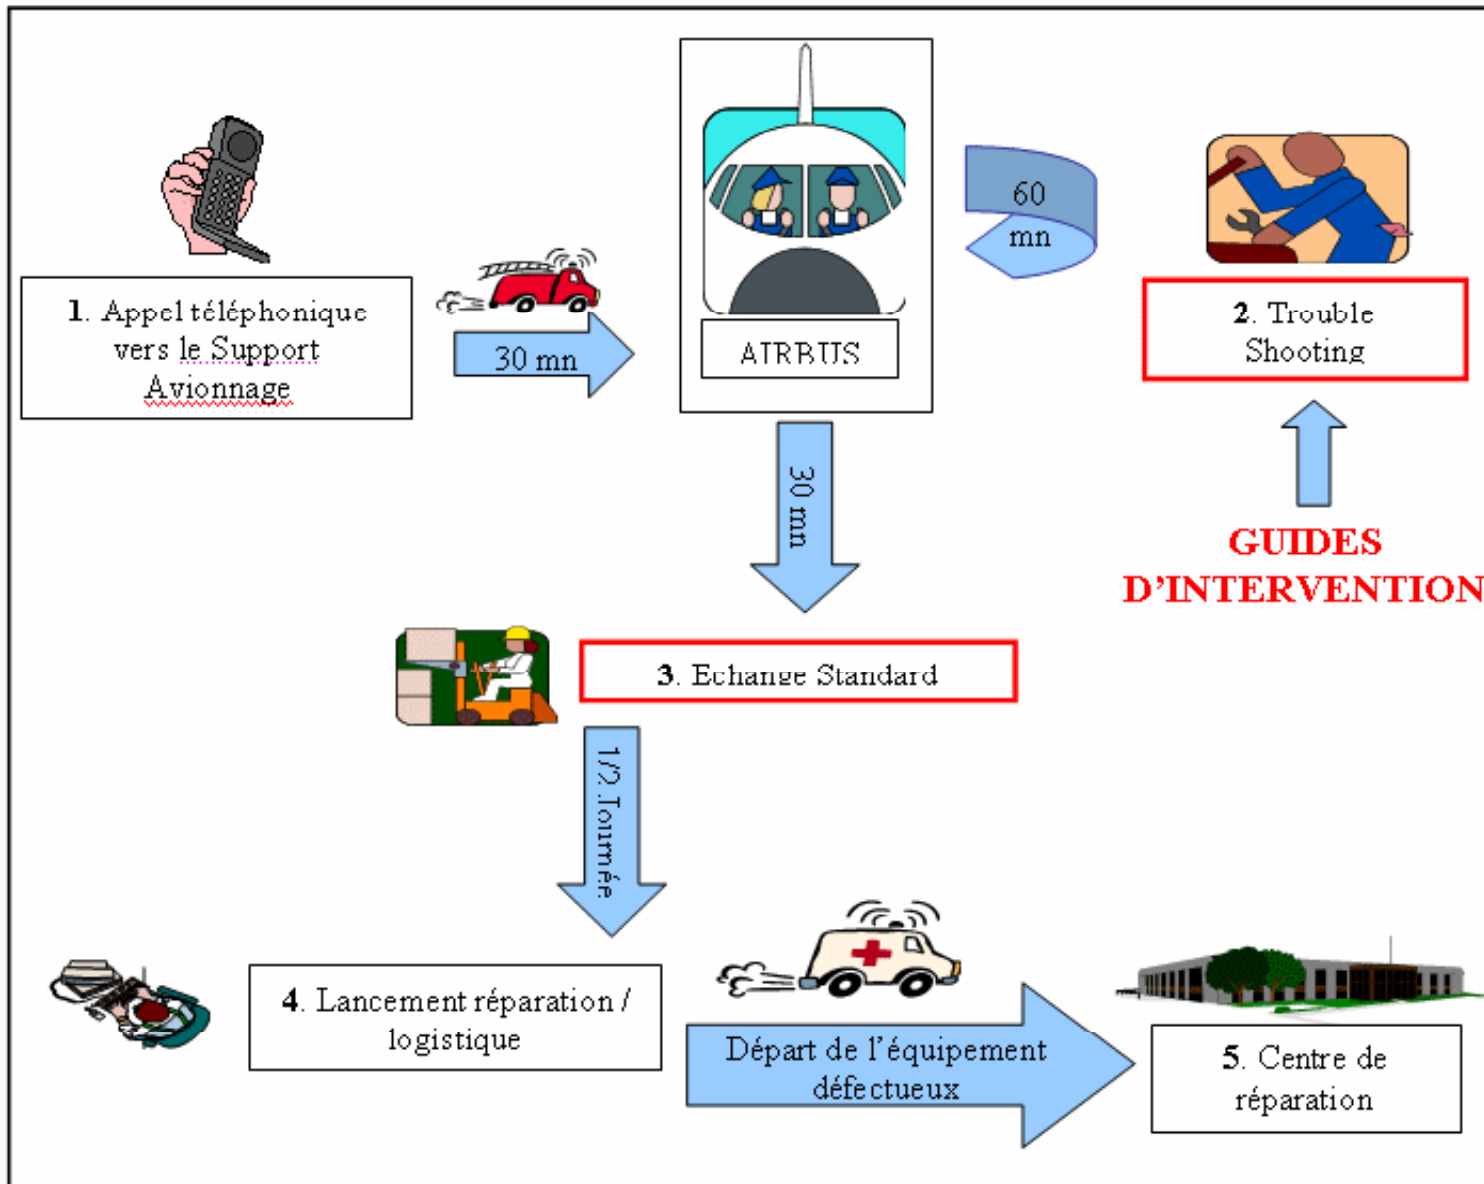 1. Appel téléphonique
vers le Support
Avionnage
30 mn
AIRBUS
60
mn
2. Trouble
Shooting
30 mn
GUIDES
D'INTERVENTION
3. Echange Standard
1/2 Journée
4. Lancement réparation /
logistique
Départ de l'équipement
défectueux
5. Centre de
réparation